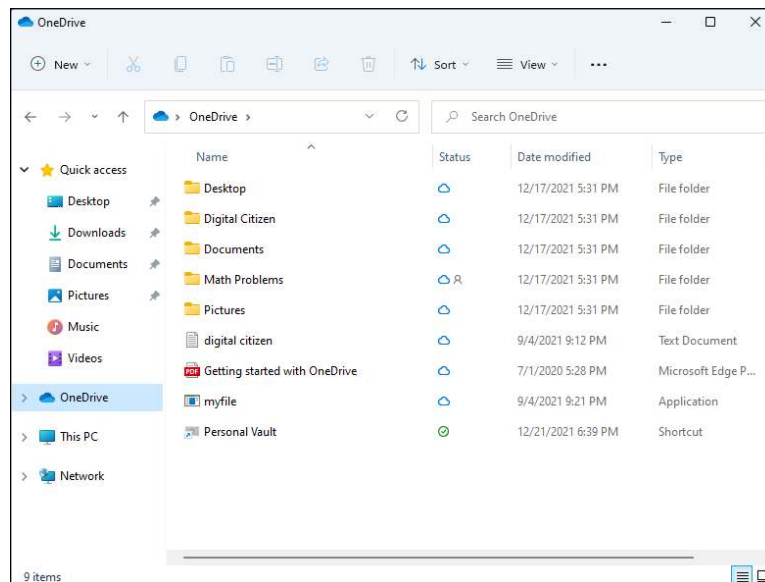 OneDrive
New Sort View ...
OneDrive Search OneDrive
Name Status Date modified Type
Quick access
Desktop
Downloads
Documents
Pictures
Music
Videos
OneDrive
This PC
Network
Desktop 12/17/2021 5:31 PM File folder
Digital Citizen 12/17/2021 5:31 PM File folder
Documents 12/17/2021 5:31 PM File folder
Math Problems 12/17/2021 5:31 PM File folder
Pictures 12/17/2021 5:31 PM File folder
digital citizen 9/4/2021 9:12 PM Text Document
PDF Getting started with OneDrive 7/1/2020 5:28 PM Microsoft Edge P...
myfile 9/4/2021 9:21 PM Application
Personal Vault 12/21/2021 6:39 PM Shortcut
9 items